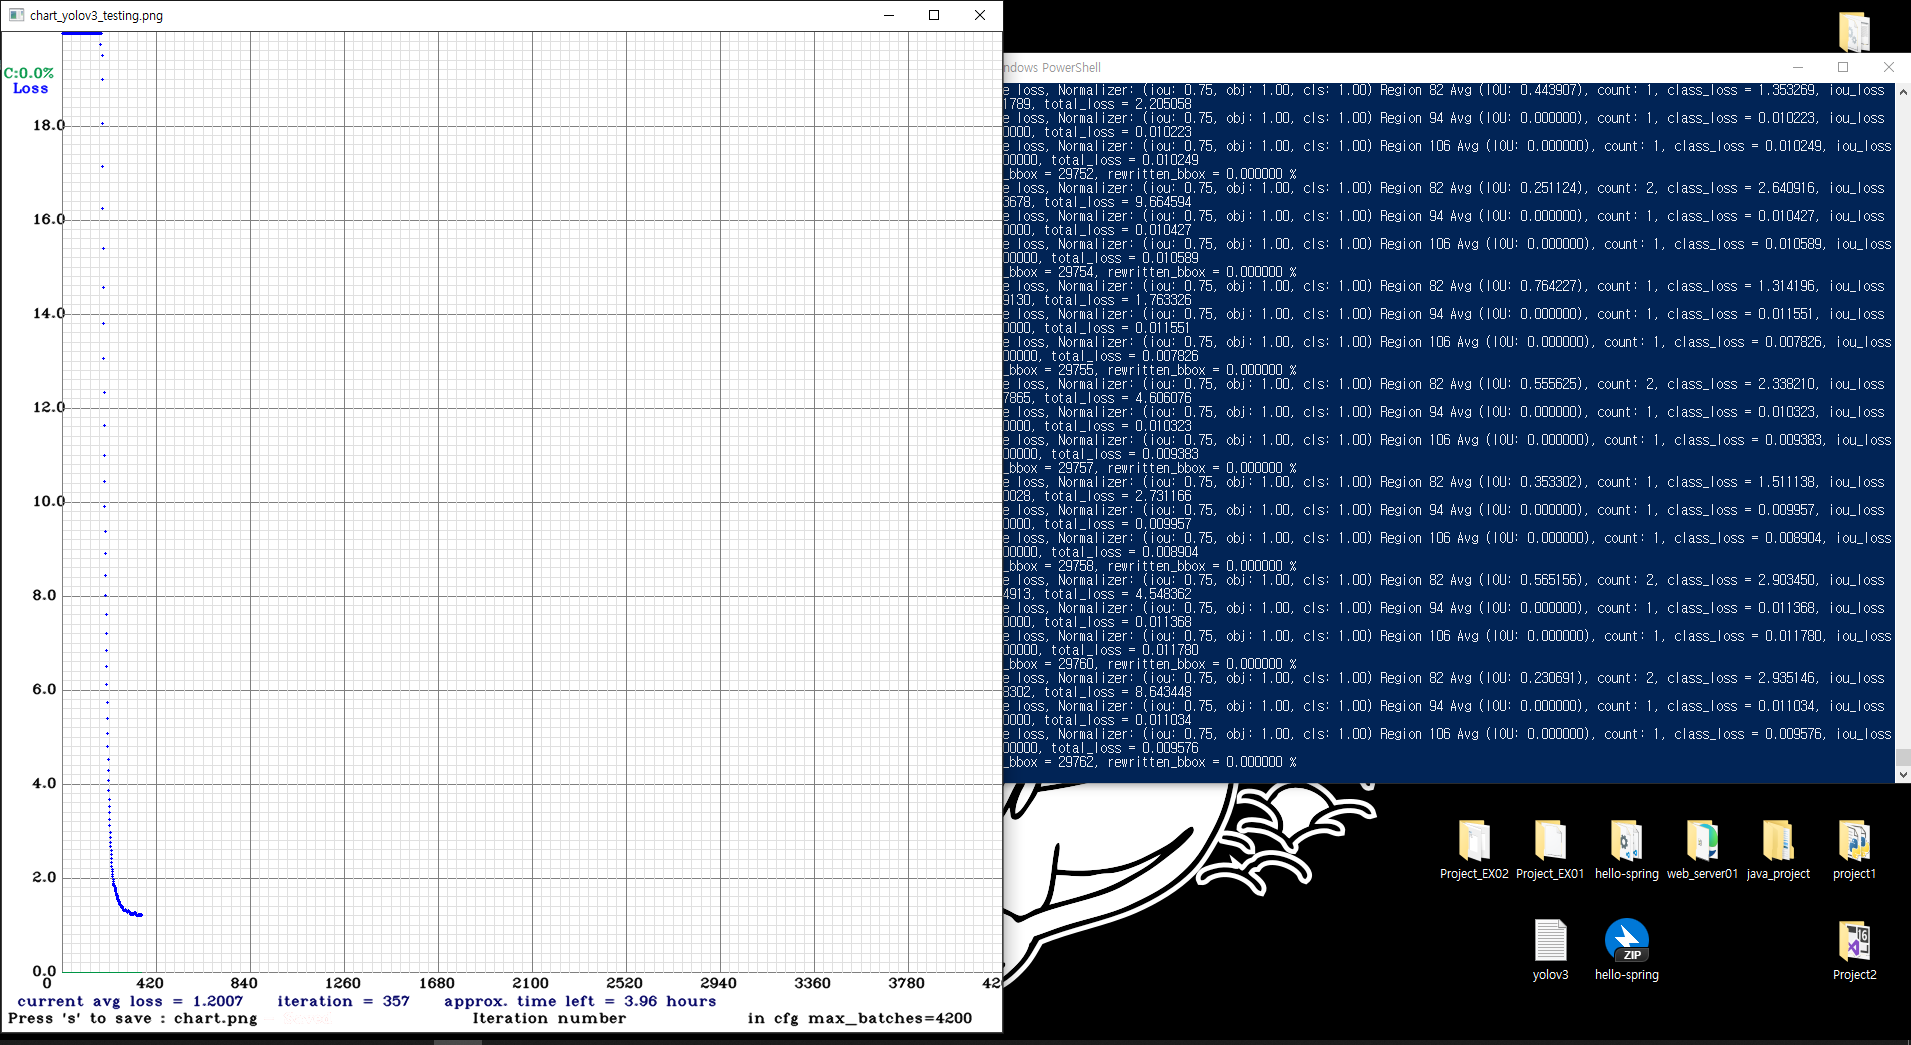 chart_yolov3_testing.png
C:0.0%
Loss
18.0
16.0
14.0
12.0
10.0
8.0
6.0
4.0
2.0
0.0
0 420 840 1260 1680 2100 2520 2940 3360 3780 42
current avg loss = 1.2007 iteration = 357 approx. time left = 3.96 hours
Press 's' to save : chart.png Iteration number in cfg max_batches=4200
ndows PowerShell
e loss, Normalizer: (iou: 0.75, obj: 1.00, cls: 1.00) Region 82 Avg (IOU: 0.443907), count: 1, class_loss = 1.353269, iou_loss
1789, total_loss = 2.205058
e loss, Normalizer: (iou: 0.75, obj: 1.00, cls: 1.00) Region 94 Avg (IOU: 0.000000), count: 1, class_loss = 0.010223, iou_loss
0000, total_loss = 0.010223
e loss, Normalizer: (iou: 0.75, obj: 1.00, cls: 1.00) Region 106 Avg (IOU: 0.000000), count: 1, class_loss = 0.010249, iou_loss
00000, total_loss = 0.010249
_bbox = 29752, rewritten_bbox = 0.000000 %
e loss, Normalizer: (iou: 0.75, obj: 1.00, cls: 1.00) Region 82 Avg (IOU: 0.251124), count: 2, class_loss = 2.640916, iou_loss
3678, total_loss = 9.664594
e loss, Normalizer: (iou: 0.75, obj: 1.00, cls: 1.00) Region 94 Avg (IOU: 0.000000), count: 1, class_loss = 0.010427, iou_loss
0000, total_loss = 0.010427
e loss, Normalizer: (iou: 0.75, obj: 1.00, cls: 1.00) Region 106 Avg (IOU: 0.000000), count: 1, class_loss = 0.010589, iou_loss
00000, total_loss = 0.010589
_bbox = 29754, rewritten_bbox = 0.000000 %
e loss, Normalizer: (iou: 0.75, obj: 1.00, cls: 1.00) Region 82 Avg (IOU: 0.764227), count: 1, class_loss = 1.314196, iou_loss
9130, total_loss = 1.763326
e loss, Normalizer: (iou: 0.75, obj: 1.00, cls: 1.00) Region 94 Avg (IOU: 0.000000), count: 1, class_loss = 0.011551, iou_loss
0000, total_loss = 0.011551
e loss, Normalizer: (iou: 0.75, obj: 1.00, cls: 1.00) Region 106 Avg (IOU: 0.000000), count: 1, class_loss = 0.007826, iou_loss
00000, total_loss = 0.007826
_bbox = 29755, rewritten_bbox = 0.000000 %
e loss, Normalizer: (iou: 0.75, obj: 1.00, cls: 1.00) Region 82 Avg (IOU: 0.555625), count: 2, class_loss = 2.338210, iou_loss
7865, total_loss = 4.606076
e loss, Normalizer: (iou: 0.75, obj: 1.00, cls: 1.00) Region 94 Avg (IOU: 0.000000), count: 1, class_loss = 0.010323, iou_loss
0000, total_loss = 0.010323
e loss, Normalizer: (iou: 0.75, obj: 1.00, cls: 1.00) Region 106 Avg (IOU: 0.000000), count: 1, class_loss = 0.009383, iou_loss
00000, total_loss = 0.009383
_bbox = 29757, rewritten_bbox = 0.000000 %
e loss, Normalizer: (iou: 0.75, obj: 1.00, cls: 1.00) Region 82 Avg (IOU: 0.353302), count: 1, class_loss = 1.511138, iou_loss
0028, total_loss = 2.731166
e loss, Normalizer: (iou: 0.75, obj: 1.00, cls: 1.00) Region 94 Avg (IOU: 0.000000), count: 1, class_loss = 0.009957, iou_loss
0000, total_loss = 0.009957
e loss, Normalizer: (iou: 0.75, obj: 1.00, cls: 1.00) Region 106 Avg (IOU: 0.000000), count: 1, class_loss = 0.008904, iou_loss
00000, total_loss = 0.008904
_bbox = 29758, rewritten_bbox = 0.000000 %
e loss, Normalizer: (iou: 0.75, obj: 1.00, cls: 1.00) Region 82 Avg (IOU: 0.565156), count: 2, class_loss = 2.903450, iou_loss
4913, total_loss = 4.548362
e loss, Normalizer: (iou: 0.75, obj: 1.00, cls: 1.00) Region 94 Avg (IOU: 0.000000), count: 1, class_loss = 0.011368, iou_loss
0000, total_loss = 0.011368
e loss, Normalizer: (iou: 0.75, obj: 1.00, cls: 1.00) Region 106 Avg (IOU: 0.000000), count: 1, class_loss = 0.011780, iou_loss
00000, total_loss = 0.011780
_bbox = 29760, rewritten_bbox = 0.000000 %
e loss, Normalizer: (iou: 0.75, obj: 1.00, cls: 1.00) Region 82 Avg (IOU: 0.230691), count: 2, class_loss = 2.935146, iou_loss
8302, total_loss = 8.643448
e loss, Normalizer: (iou: 0.75, obj: 1.00, cls: 1.00) Region 94 Avg (IOU: 0.000000), count: 1, class_loss = 0.011034, iou_loss
0000, total_loss = 0.011034
e loss, Normalizer: (iou: 0.75, obj: 1.00, cls: 1.00) Region 106 Avg (IOU: 0.000000), count: 1, class_loss = 0.009576, iou_loss
00000, total_loss = 0.009576
_bbox = 29762, rewritten_bbox = 0.000000 %
Project_EX02 Project_EX01 hello-spring web_server01 java_project project1
ZIP
16
yolov3 hello-spring Project2